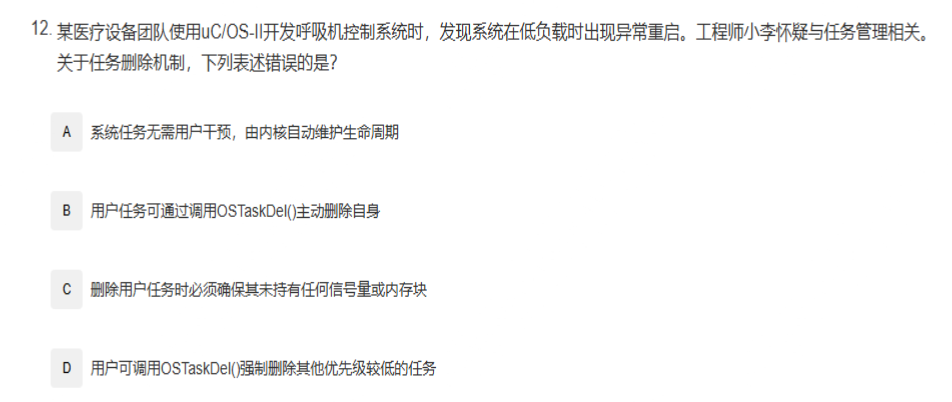 12. 某医疗设备团队使用uC/OS-II开发呼吸机控制系统时，发现系统在低负载时出现异常重启。工程师小李怀疑与任务管理相关。
关于任务删除机制，下列表述错误的是？
A 系统任务无需用户干预，由内核自动维护生命周期
B 用户任务可通过调用OSTaskDel()主动删除自身
C 删除用户任务时必须确保其未持有任何信号量或内存块
D 用户可调用OSTaskDel()强制删除其他优先级较低的任务